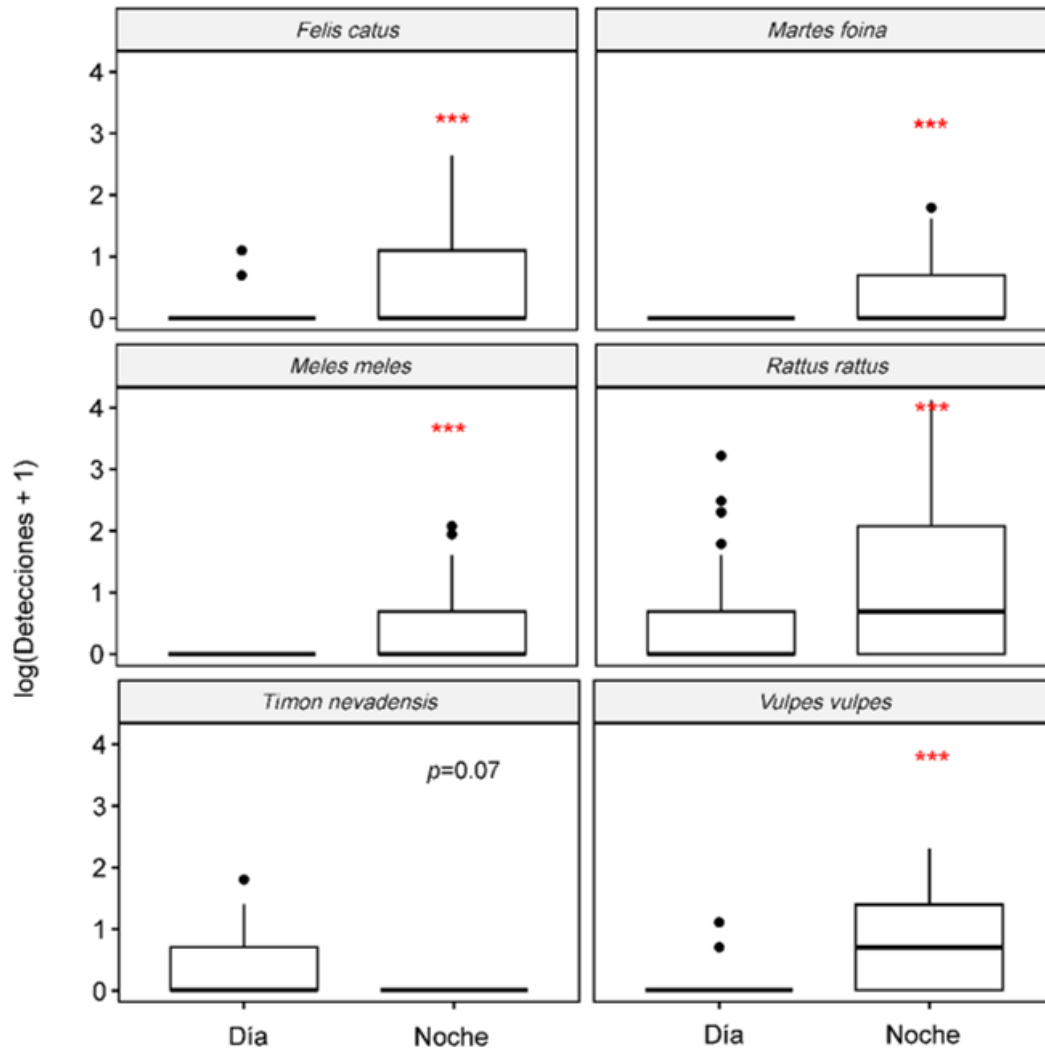 Felis catus
Martes foina
4
3
2
1
0
***
***
Meles meles
Rattus rattus
log(Detecciones + 1)
4
3
2
1
0
***
***
Timon nevadensis
Vulpes vulpes
4
3
2
1
0
p=0.07
***
Día
Noche
Día
Noche